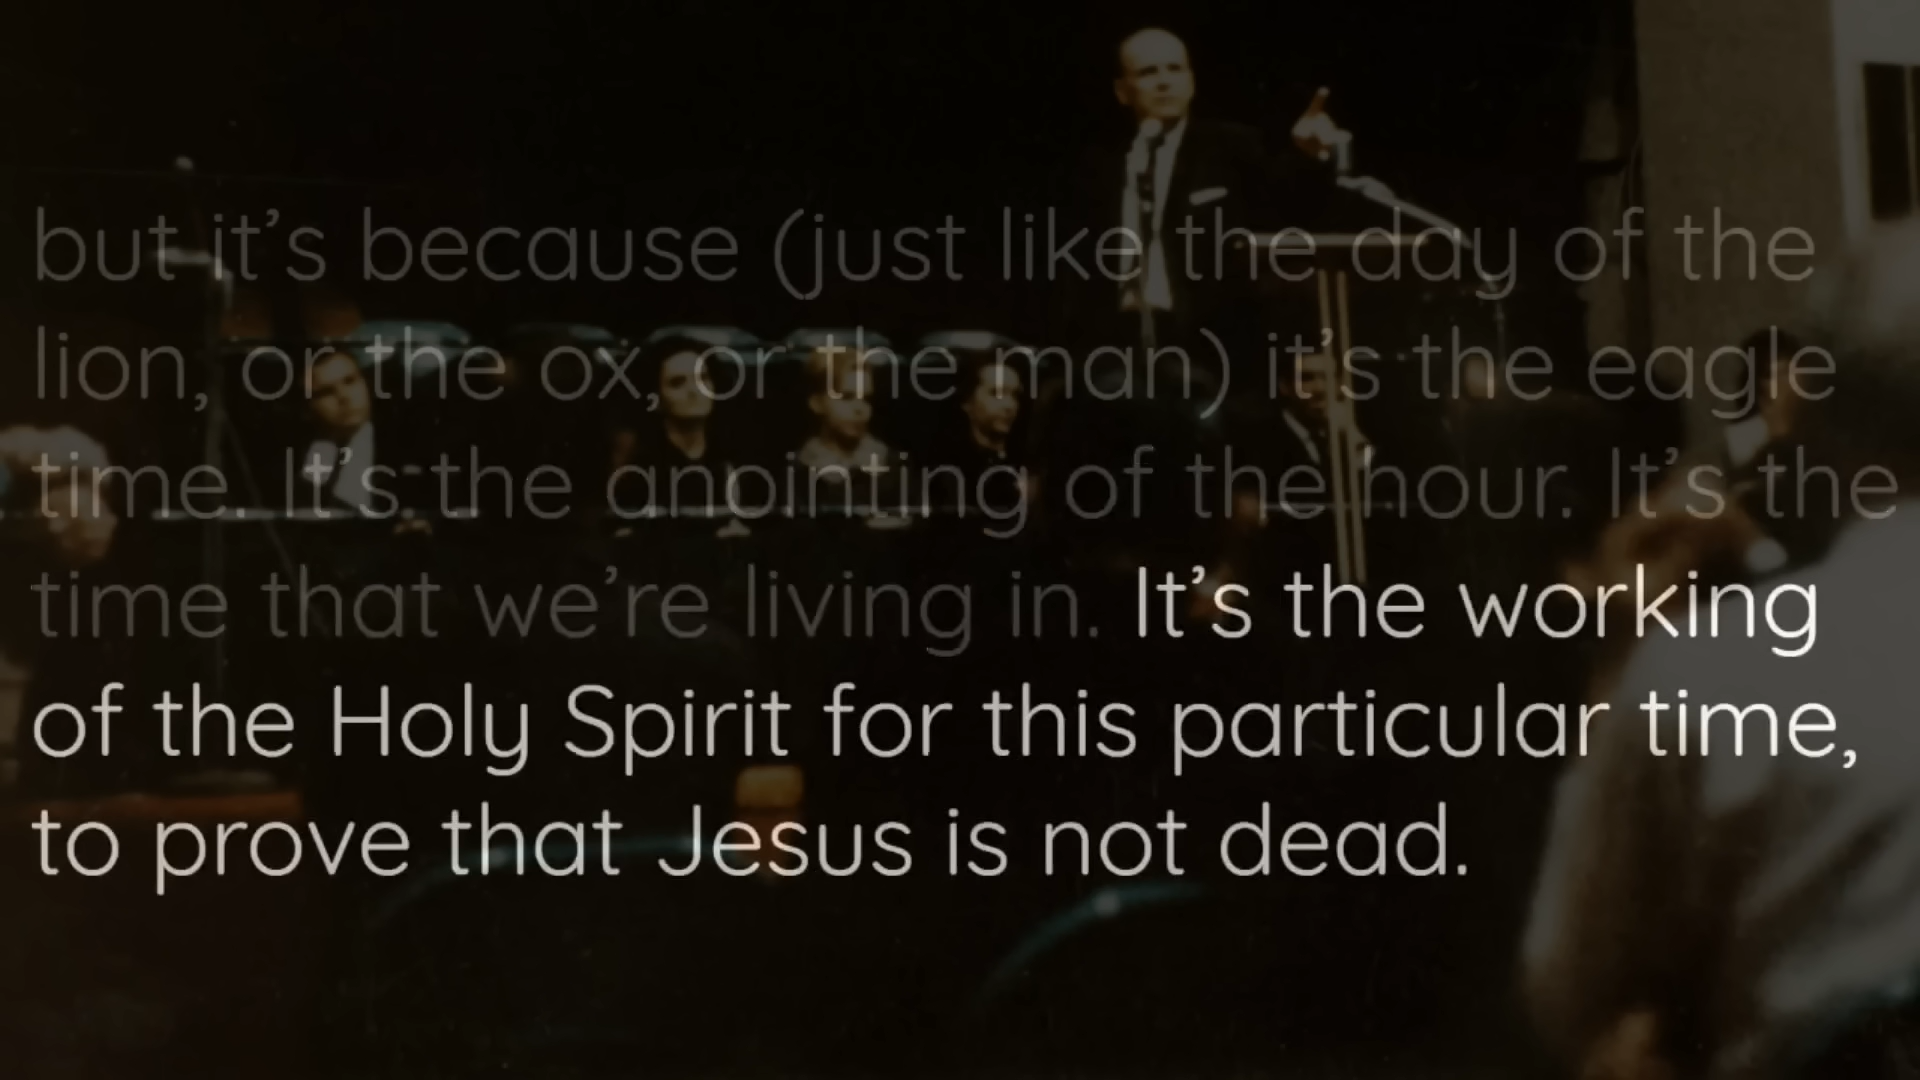 but it’s because (just like the day of the
lion, or the ox, or the man) it’s the eagle
time. It’s the anointing of the hour. It’s the
time that we’re living in. It’s the working
of the Holy Spirit for this particular time,
to prove that Jesus is not dead.